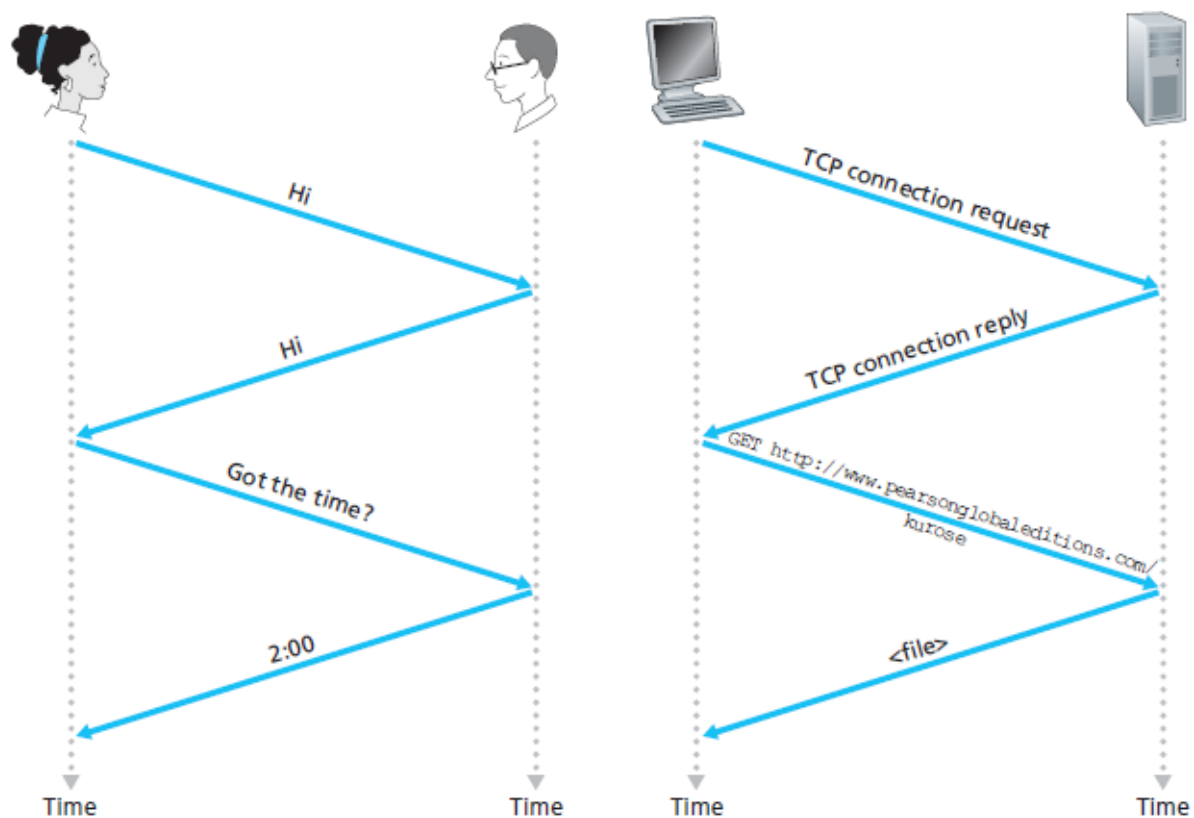 Hi
TCP connection request
Hi
TCP connection reply
Got the time?
GET http://www.pearsonglobaleditions.com/
kurose
2:00
<file>
Time
Time
Time
Time